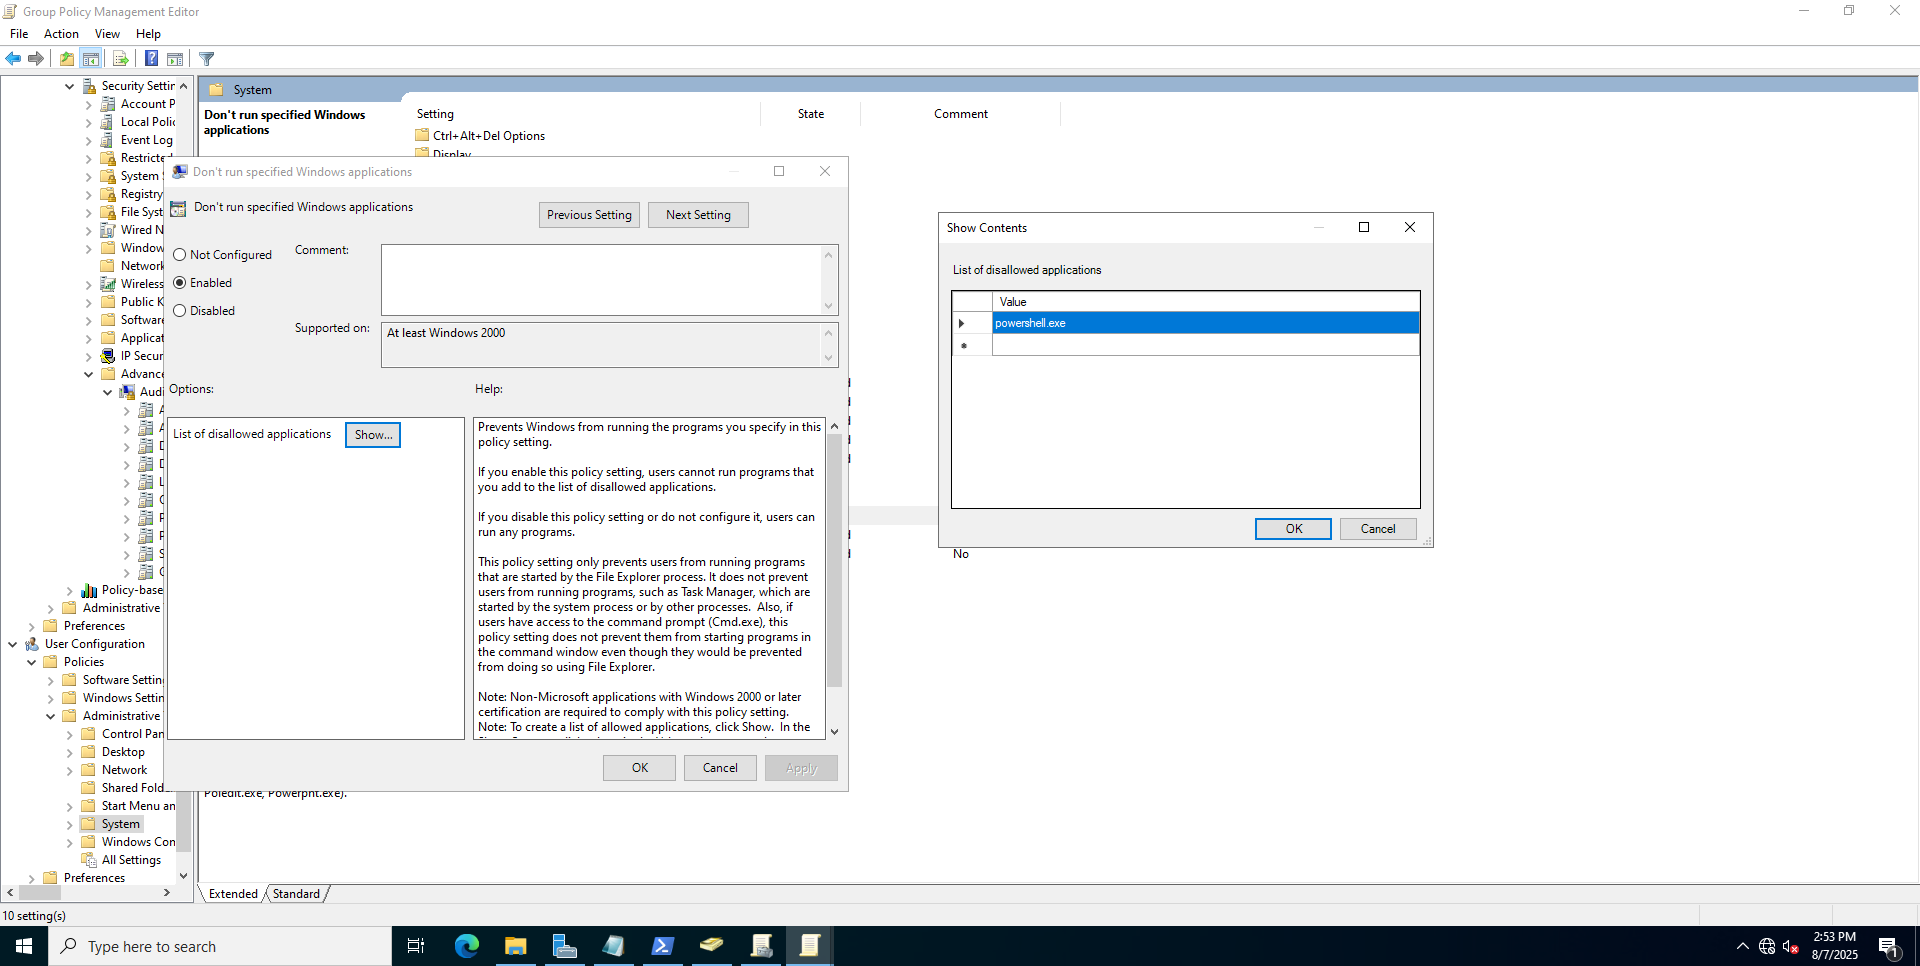 Group Policy Management Editor
File Action View Help
Security Settin
Account P
Local Polic
Event Log
Restricted
System
Registry
File Syst
Wired N
Window
Network
Wireless
Public K
Software
Applicat
IP Secur
Advance
Audi
Policy-base
Administrative
Preferences
User Configuration
Policies
Software Settin
Windows Settin
Administrative
Control Pan
Desktop
Network
Shared Fold
Start Menu an
System
Windows Con
All Settings
Preferences
System
Don't run specified Windows
applications
Setting State Comment
Ctrl+Alt+Del Options
Display
No
Poledit.exe, Powerpnt.exe).
Extended Standard
10 setting(s)
Don't run specified Windows applications
Don't run specified Windows applications
Previous Setting Next Setting
Not Configured
Enabled
Disabled
Comment:
Supported on:
At least Windows 2000
Options:
Help:
List of disallowed applications Show...
Prevents Windows from running the programs you specify in this
policy setting.
If you enable this policy setting, users cannot run programs that
you add to the list of disallowed applications.
If you disable this policy setting or do not configure it, users can
run any programs.
This policy setting only prevents users from running programs
that are started by the File Explorer process. It does not prevent
users from running programs, such as Task Manager, which are
started by the system process or by other processes.  Also, if
users have access to the command prompt (Cmd.exe), this
policy setting does not prevent them from starting programs in
the command window even though they would be prevented
from doing so using File Explorer.
Note: Non-Microsoft applications with Windows 2000 or later
certification are required to comply with this policy setting.
Note: To create a list of allowed applications, click Show.  In the
OK Cancel Apply
Show Contents
List of disallowed applications
Value
powershell.exe
OK Cancel
Type here to search
2:53 PM
8/7/2025
1